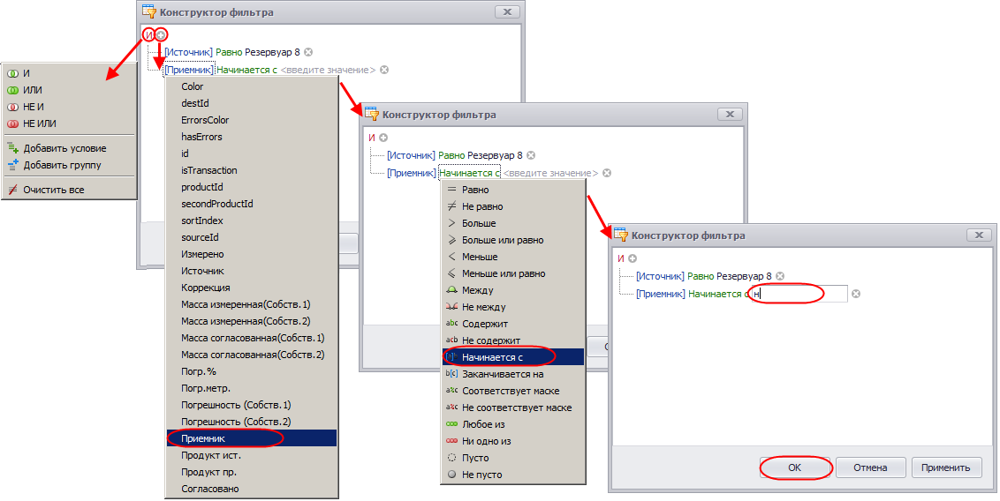 Конструктор фильтра
И
[Источник] Равно Резервуар 8
[Приемник] Начинается с <введите значение>
И
ИЛИ
НЕ И
НЕ ИЛИ
Добавить условие
Добавить группу
Очистить все
Color
destId
ErrorsColor
hasErrors
id
isTransaction
productId
secondProductId
sortIndex
sourceId
Измерено
Источник
Коррекция
Масса измеренная(Собств.1)
Масса измеренная(Собств.2)
Масса согласованная(Собств.1)
Масса согласованная(Собств.2)
Погр.%
Погр.метр.
Погрешность (Собств.1)
Погрешность (Собств.2)
Приемник
Продукт ист.
Продукт пр.
Согласовано
Конструктор фильтра
И
[Источник] Равно Резервуар 8
[Приемник] Начинается с <введите значение>
Равно
Не равно
Больше
Больше или равно
Меньше
Меньше или равно
Между
Не между
abc Содержит
acb Не содержит
Начинается с
b[c] Заканчивается на
a%c Соответствует маске
a%c Не соответствует маске
Любое из
Ни одно из
Пусто
Не пусто
Конструктор фильтра
И
[Источник] Равно Резервуар 8
[Приемник] Начинается с н
OK
Отмена
Применить